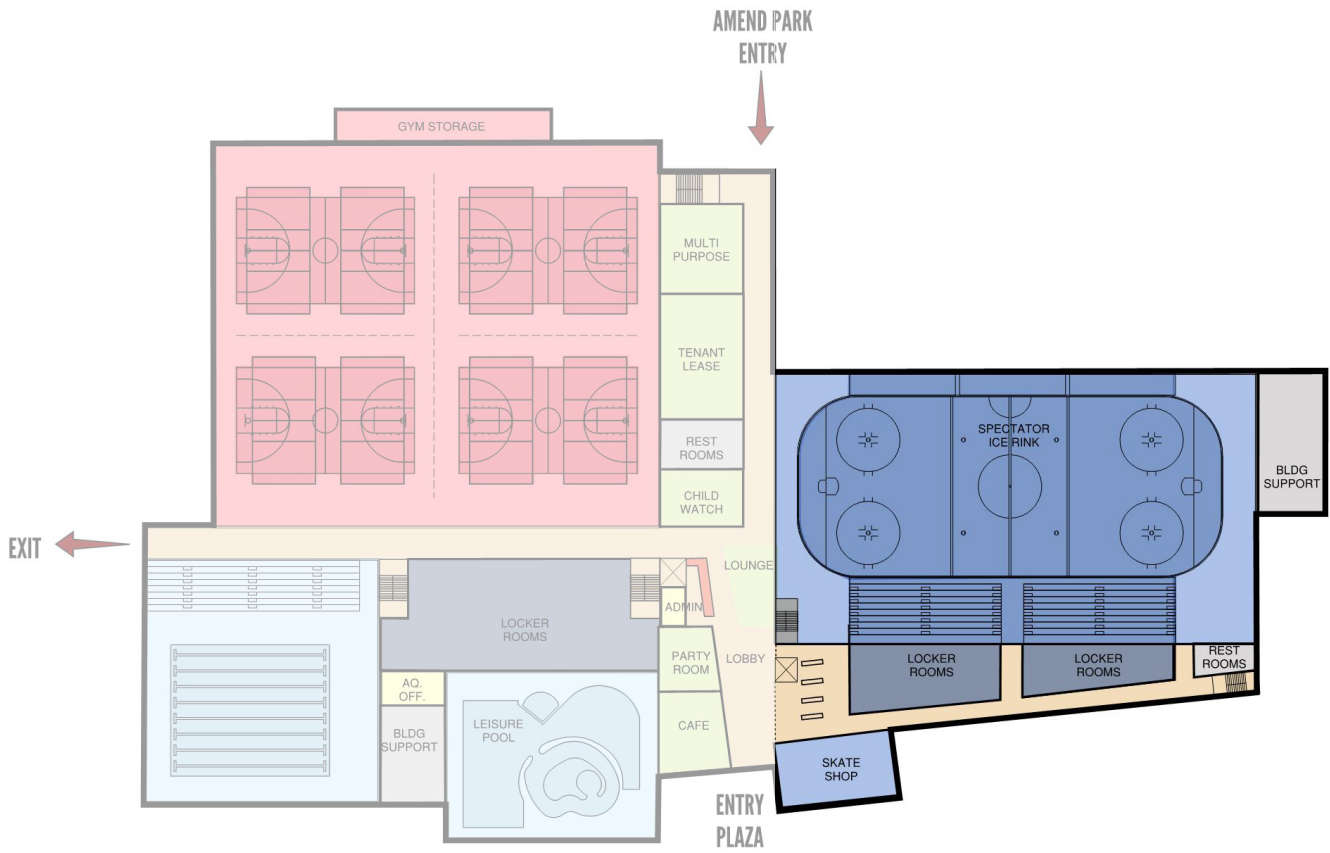 AMEND PARK
ENTRY
GYM STORAGE
MULTI
PURPOSE
TENANT
LEASE
REST
ROOMS
CHILD
WATCH
SPECTATOR
ICE RINK
BLDG
SUPPORT
EXIT
LOUNGE
ADMIN
LOCKER
ROOMS
PARTY
ROOM
LOBBY
LOCKER
ROOMS
LOCKER
ROOMS
REST
ROOMS
AQ.
OFF.
LEISURE
POOL
BLDG
SUPPORT
CAFE
SKATE
SHOP
ENTRY
PLAZA